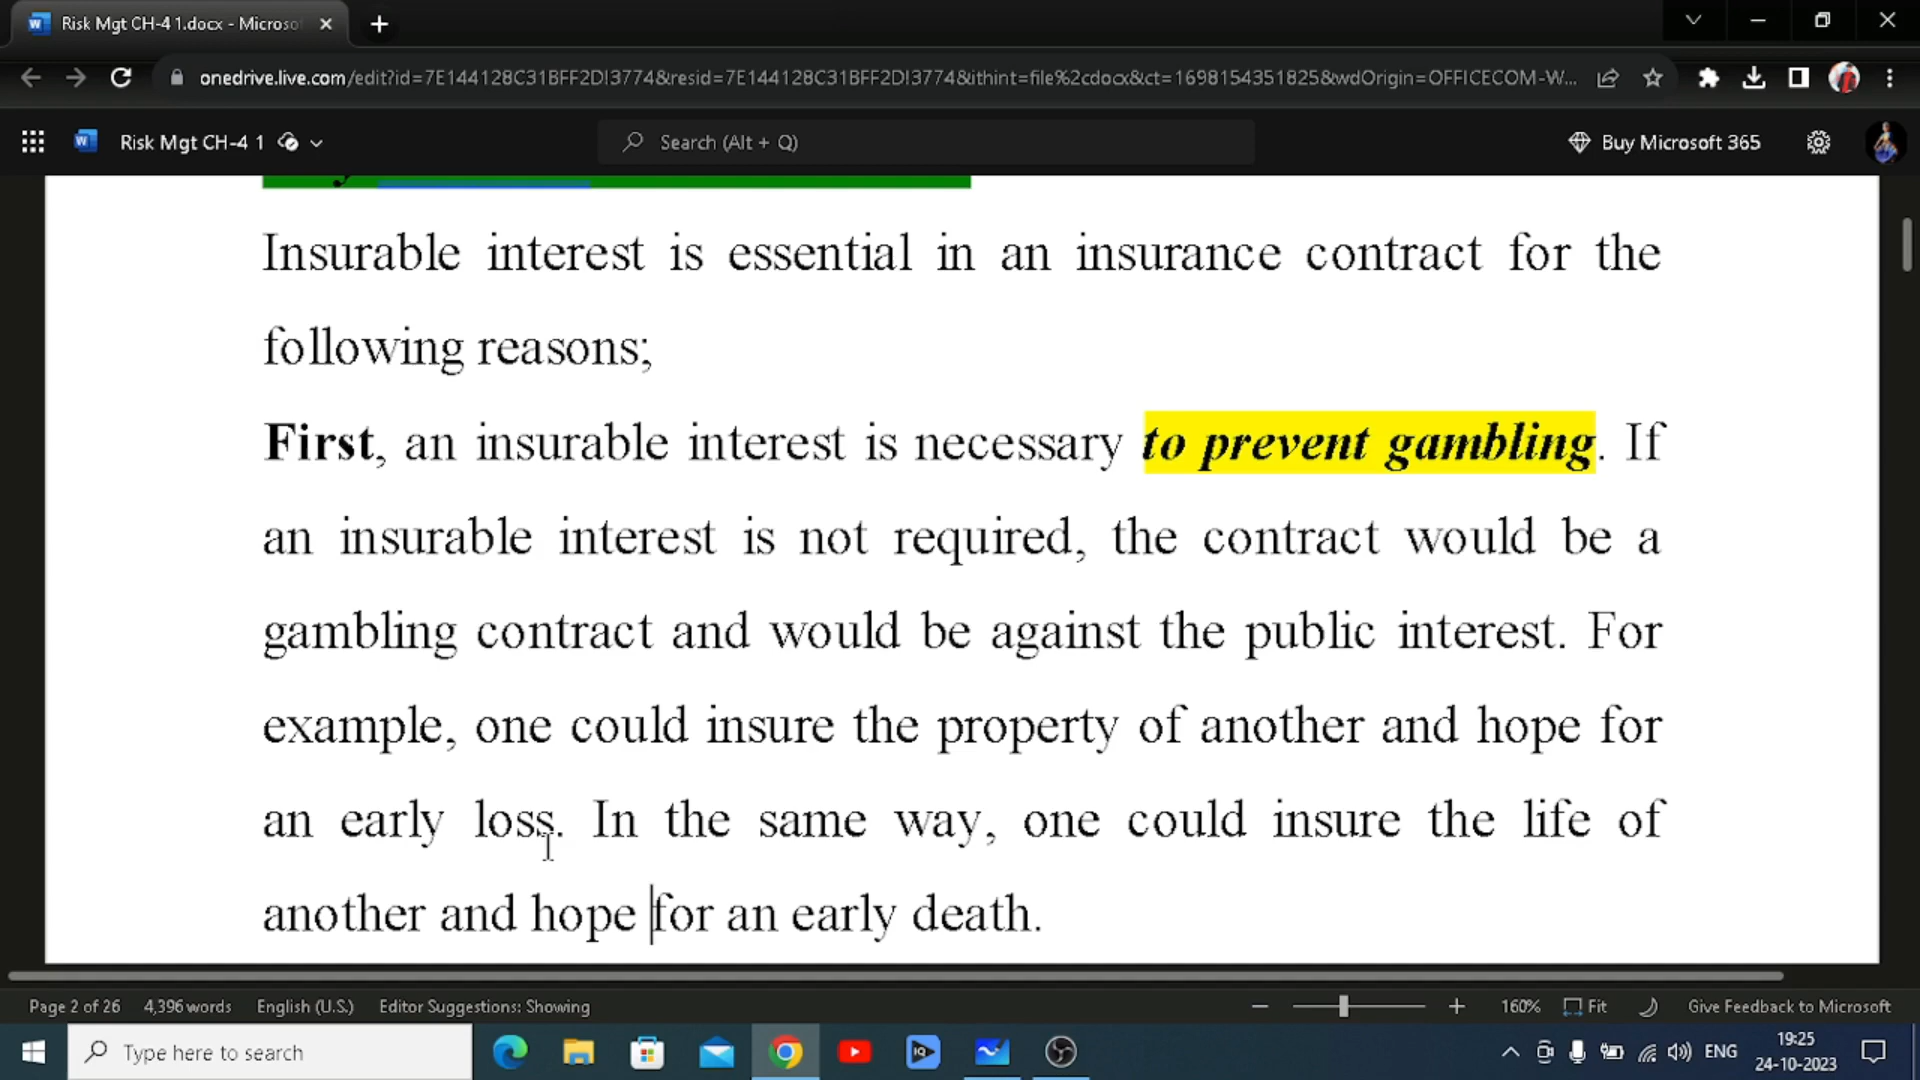 Risk Mgt CH-4 1.docx - Microso
onedrive.live.com/edit?id=7E144128C31BFF2D!3774&resid=7E144128C31BFF2D!3774&ithint=file%2cdocx&ct=1698154351825&wdOrigin=OFFICECOM-W...
Risk Mgt CH-4 1
Search (Alt + Q)
Buy Microsoft 365
Insurable interest is essential in an insurance contract for the
following reasons;
First, an insurable interest is necessary to prevent gambling. If
an insurable interest is not required, the contract would be a
gambling contract and would be against the public interest. For
example, one could insure the property of another and hope for
an early loss. In the same way, one could insure the life of
another and hope for an early death.
Page 2 of 26 4,396 words English (U.S.) Editor Suggestions: Showing 160% Fit Give Feedback to Microsoft
Type here to search
ENG
19:25
24-10-2023